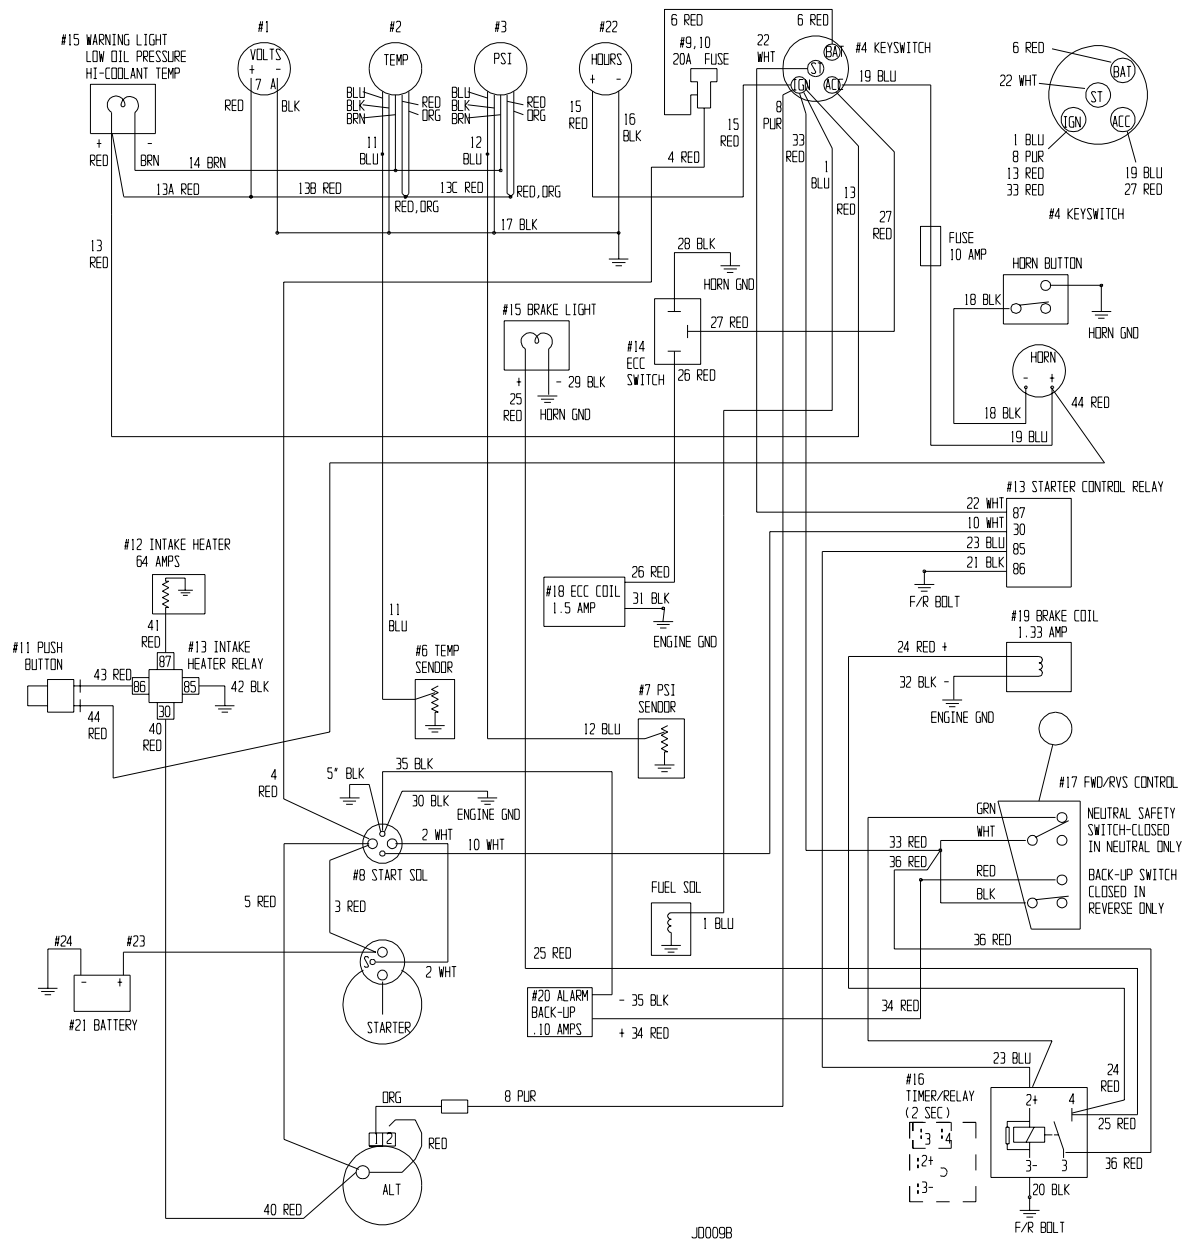 #15 WARNING LIGHT
LOW OIL PRESSURE
HI-COOLANT TEMP
+
RED
-
BRN
#1
VOLTS
+ -
7 A
RED
BLK
#2
TEMP
BLU
BLK
BRN
RED
ORG
11
BLU
#3
PSI
BLU
BLK
BRN
RED
ORG
12
BLU
#22
HOURS
+ -
15
RED
16
BLK
6 RED
6 RED
#9,10
20A FUSE
22
WHT
#4 KEYSWITCH
BAT
ST
IGN
ACC
19 BLU
15
RED
8
PUR
33
RED
1
BLU
13
RED
27
RED
4 RED
6 RED
22 WHT
BAT
ST
IGN
ACC
1 BLU
8 PUR
13 RED
33 RED
19 BLU
27 RED
#4 KEYSWITCH
14 BRN
13A RED
13B RED
13C RED
RED,ORG
RED,ORG
17 BLK
13
RED
28 BLK
HORN GND
FUSE
10 AMP
HORN BUTTON
18 BLK
HORN GND
#15 BRAKE LIGHT
+
25
RED
- 29 BLK
HORN GND
27 RED
#14
ECC
SWITCH
26 RED
HORN
- +
18 BLK
44 RED
19 BLU
#13 STARTER CONTROL RELAY
22 WHT 87
10 WHT 30
23 BLU 85
21 BLK 86
F/R BOLT
#12 INTAKE HEATER
64 AMPS
41
RED
#11 PUSH
BUTTON
#13 INTAKE
HEATER RELAY
87
43 RED
86
85
42 BLK
30
44
RED
40
RED
11
BLU
#18 ECC COIL
1.5 AMP
26 RED
31 BLK
ENGINE GND
#6 TEMP
SENDOR
#7 PSI
SENDOR
12 BLU
#19 BRAKE COIL
1.33 AMP
24 RED +
32 BLK -
ENGINE GND
#17 FWD/RVS CONTROL
GRN
WHT
RED
BLK
NEUTRAL SAFETY
SWITCH-CLOSED
IN NEUTRAL ONLY
BACK-UP SWITCH
CLOSED IN
REVERSE ONLY
33 RED
36 RED
4
RED
5" BLK
35 BLK
30 BLK
ENGINE GND
2 WHT
10 WHT
#8 START SOL
5 RED
3 RED
FUEL SOL
1 BLU
36 RED
#24
#23
- +
#21 BATTERY
S
2 WHT
STARTER
25 RED
#20 ALARM
BACK-UP
.10 AMPS
- 35 BLK
+ 34 RED
34 RED
23 BLU
#16
TIMER/RELAY
(2 SEC)
3 4
2+
3-
2+
4
3-
3
24
RED
25 RED
36 RED
20 BLK
F/R BOLT
ORG
8 PUR
1 2
RED
ALT
40 RED
JD009B